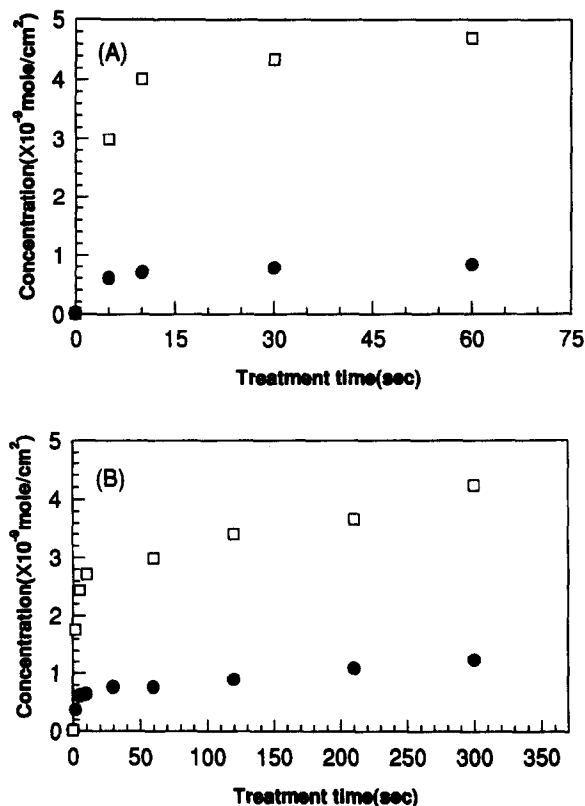 (A)
Concentration(X10⁻⁹mole/cm²)
5
4
3
2
1
0
0 15 30 45 60 75
Treatment time(sec)
(B)
Concentration(X10⁻⁹mole/cm²)
5
4
3
2
1
0
0 50 100 150 200 250 300 350
Treatment time(sec)